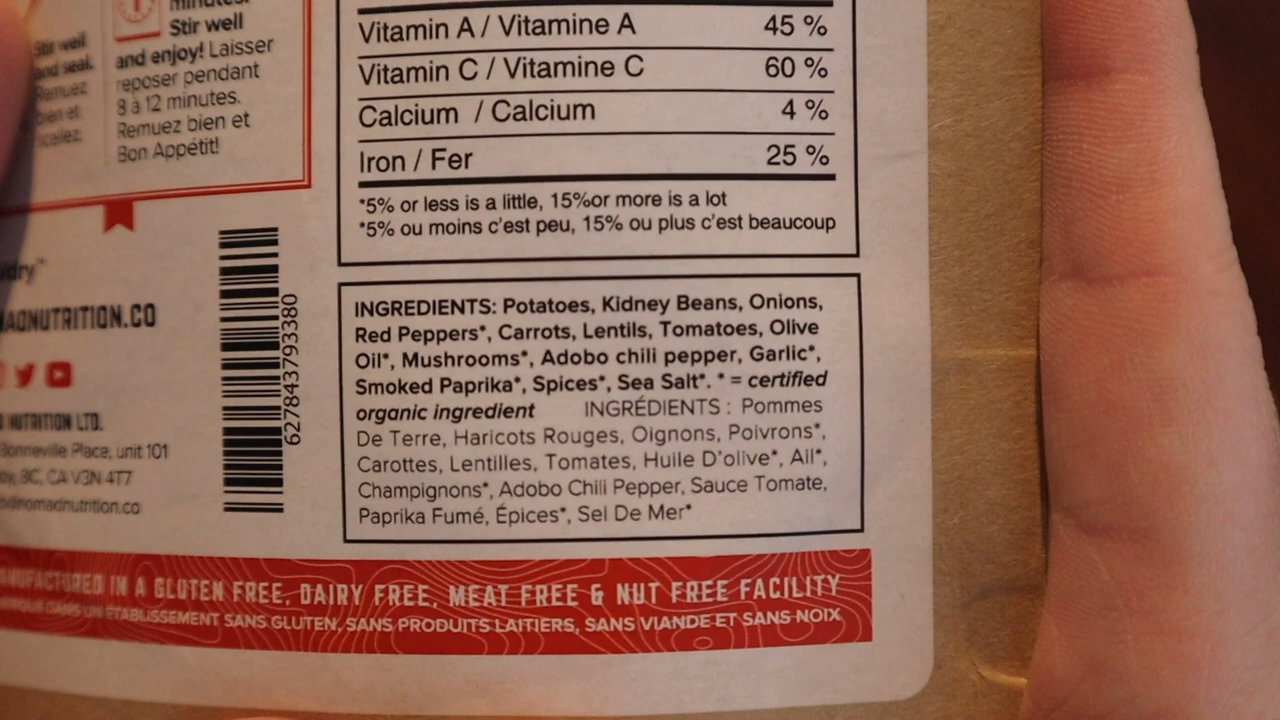 minutes.
Stir well
and enjoy! Laisser
reposer pendant
8 à 12 minutes.
Remuez bien et
Bon Appétit!
Stir well
and seal.
Remuez
bien et
scellez.
NUTRITION.CO
NUTRITION LTD.
Bonneville Place, unit 101
BC, CA V3N 4T7
nomadnutrition.co
627843793380
Vitamin A / Vitamine A 45 %
Vitamin C / Vitamine C 60 %
Calcium / Calcium 4 %
Iron / Fer 25 %
*5% or less is a little, 15%or more is a lot
*5% ou moins c'est peu, 15% ou plus c'est beaucoup
INGREDIENTS: Potatoes, Kidney Beans, Onions,
Red Peppers*, Carrots, Lentils, Tomatoes, Olive
Oil*, Mushrooms*, Adobo chili pepper, Garlic*,
Smoked Paprika*, Spices*, Sea Salt*. * = certified
organic ingredient INGRÉDIENTS : Pommes
De Terre, Haricots Rouges, Oignons, Poivrons*,
Carottes, Lentilles, Tomates, Huile D'olive*, Ail*,
Champignons*, Adobo Chili Pepper, Sauce Tomate,
Paprika Fumé, Épices*, Sel De Mer*
IN A GLUTEN FREE, DAIRY FREE, MEAT FREE & NUT FREE FACILITY
DANS UN ÉTABLISSEMENT SANS GLUTEN, SANS PRODUITS LAITIERS, SANS VIANDE ET SANS NOIX